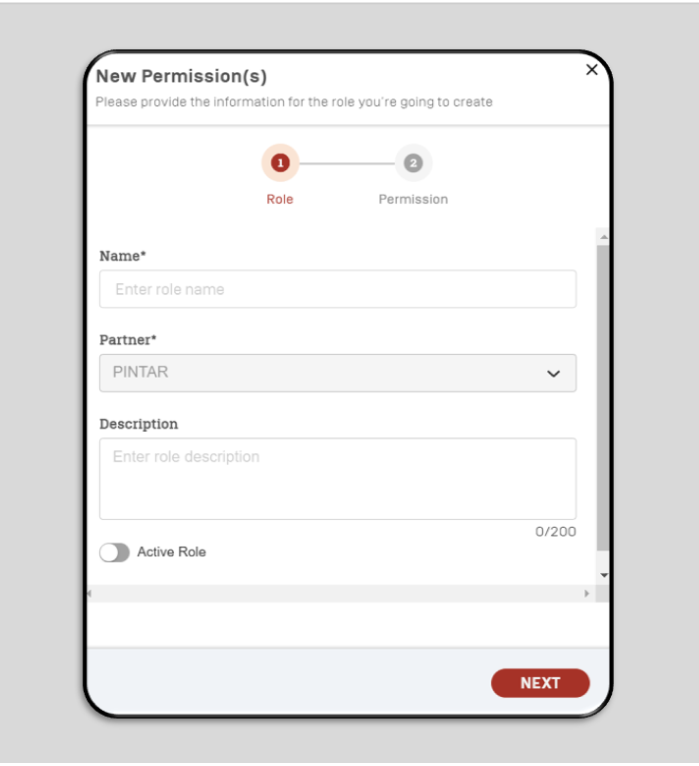 New Permission(s)
Please provide the information for the role you're going to create
1
2
Role
Permission
Name*
Enter role name
Partner*
PINTAR
Description
Enter role description
0/200
Active Role
NEXT